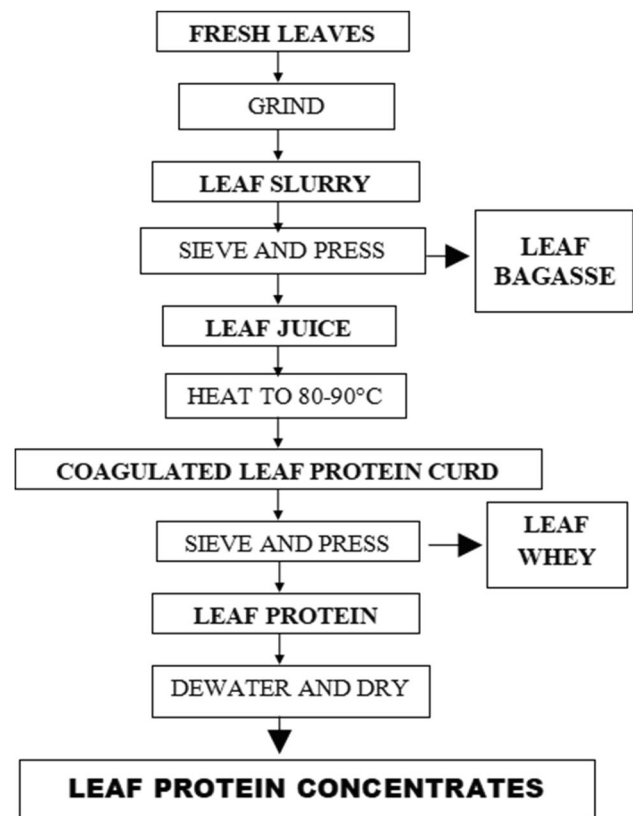 FRESH LEAVES
GRIND
LEAF SLURRY
SIEVE AND PRESS
LEAF
BAGASSE
LEAF JUICE
HEAT TO 80-90°C
COAGULATED LEAF PROTEIN CURD
SIEVE AND PRESS
LEAF
WHEY
LEAF PROTEIN
DEWATER AND DRY
LEAF PROTEIN CONCENTRATES